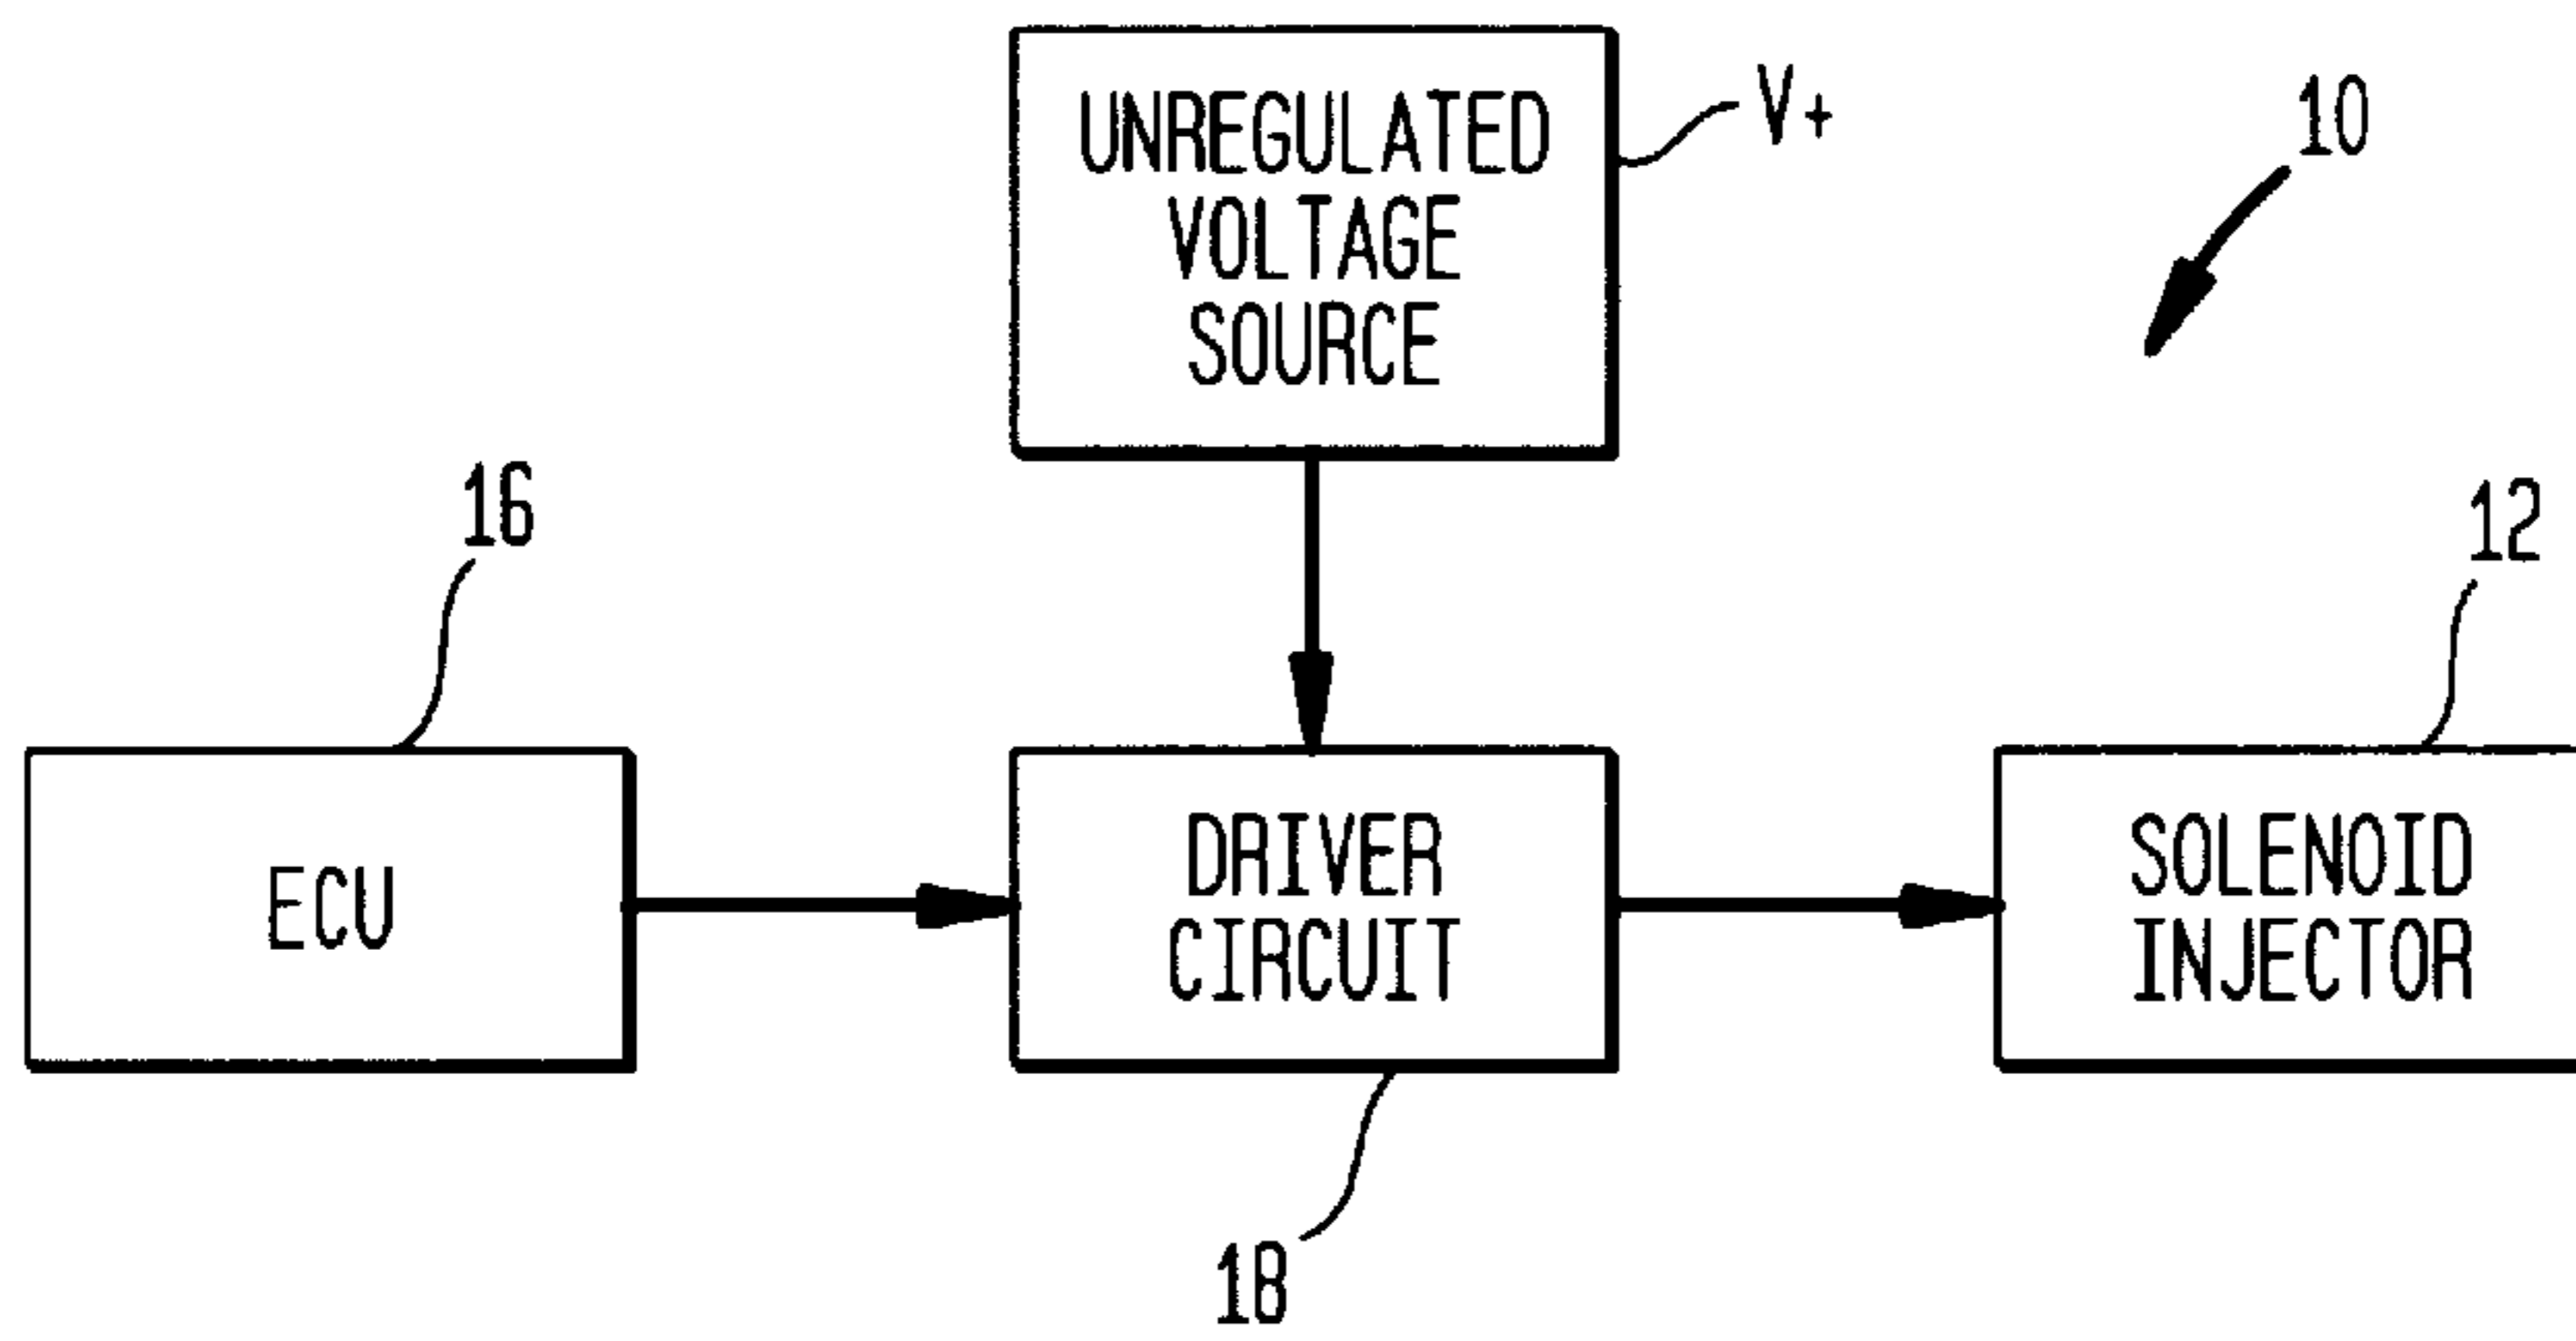 UNREGULATED
VOLTAGE
SOURCE
V+
10
16
12
ECU
DRIVER
CIRCUIT
SOLENOID
INJECTOR
18